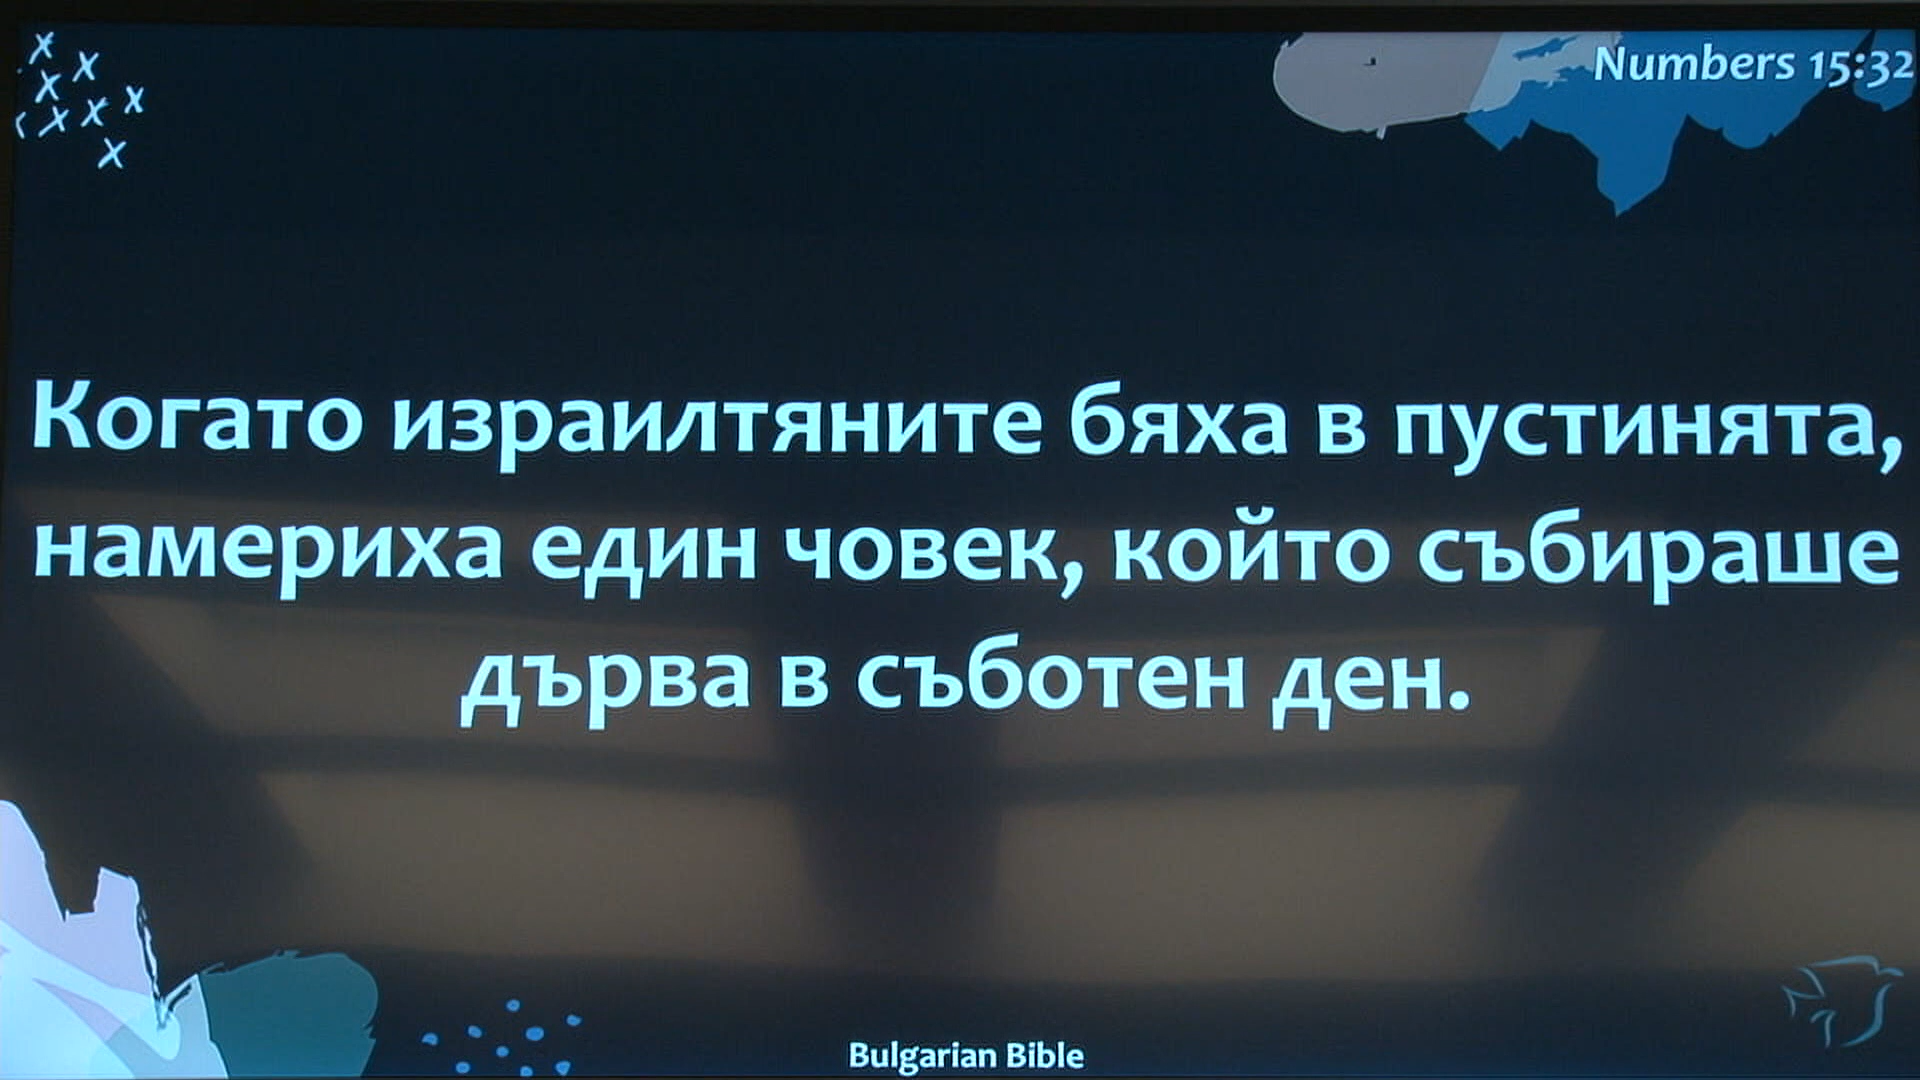 Numbers 15:32
Когато израилтяните бяха в пустинята,
намериха един човек, който събираше
дърва в съботен ден.
Bulgarian Bible